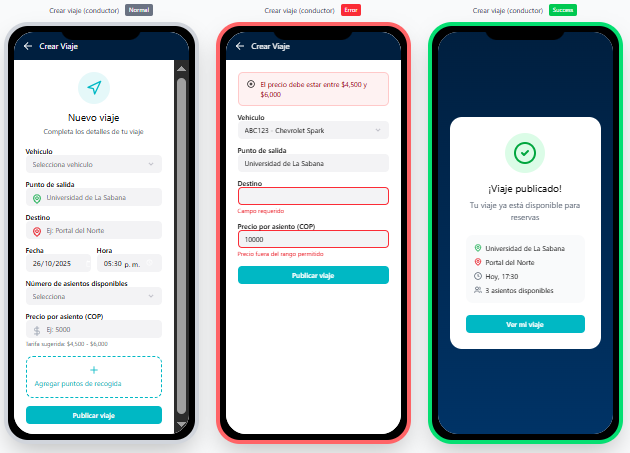 Crear viaje (conductor) Normal
Crear Viaje
Nuevo viaje
Completa los detalles de tu viaje
Vehículo
Selecciona vehículo
Punto de salida
Universidad de La Sabana
Destino
Ej: Portal del Norte
Fecha Hora
26/10/2025 05:30 p. m.
Número de asientos disponibles
Selecciona
Precio por asiento (COP)
Ej: 5000
Tarifa sugerida: $4,500 - $6,000
Agregar puntos de recogida
Publicar viaje
Crear viaje (conductor) Error
Crear Viaje
El precio debe estar entre $4,500 y
$6,000
Vehículo
ABC123 - Chevrolet Spark
Punto de salida
Universidad de La Sabana
Destino
Campo requerido
Precio por asiento (COP)
10000
Precio fuera del rango permitido
Publicar viaje
Crear viaje (conductor) Success
¡Viaje publicado!
Tu viaje ya está disponible para
reservas
Universidad de La Sabana
Portal del Norte
Hoy, 17:30
3 asientos disponibles
Ver mi viaje